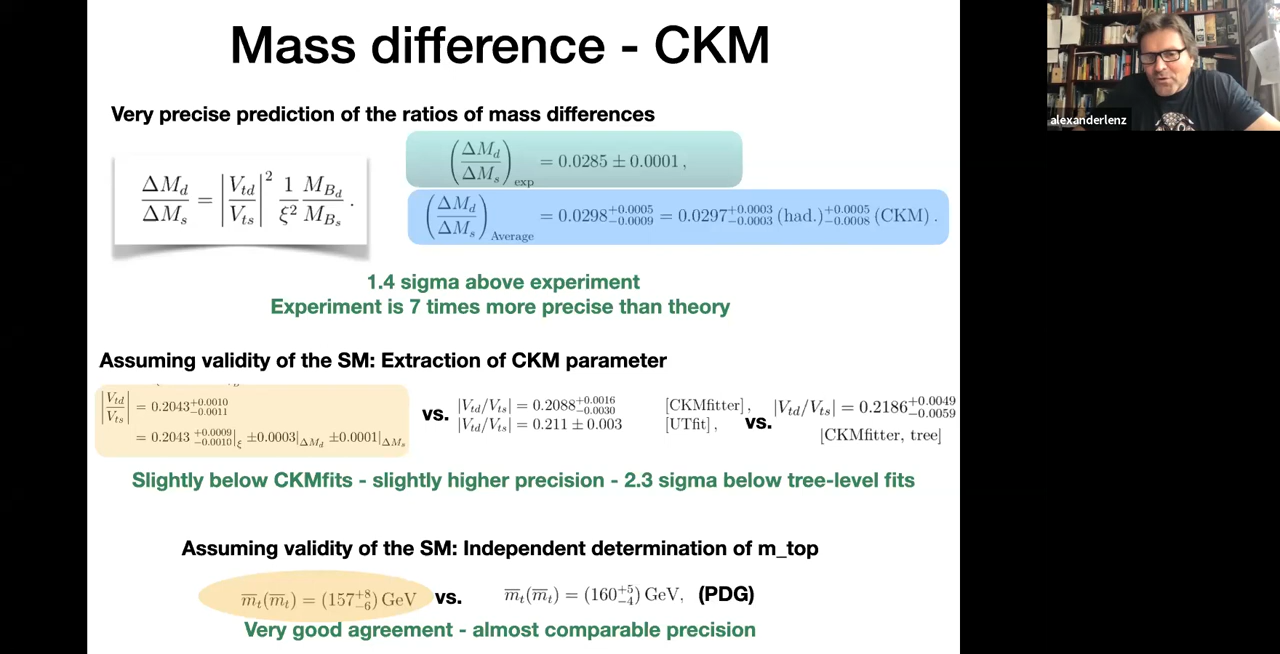 Mass difference - CKM
alexanderlenz
Very precise prediction of the ratios of mass differences
ΔM_d/ΔM_s = |V_td/V_ts|² 1/ξ² M_{B_d}/M_{B_s} .
(ΔM_d/ΔM_s)_exp = 0.0285 ± 0.0001 ,
(ΔM_d/ΔM_s)_Average = 0.0298^{+0.0005}_{−0.0009} = 0.0297^{+0.0003}_{−0.0003} (had.)^{+0.0005}_{−0.0008} (CKM) .
1.4 sigma above experiment
Experiment is 7 times more precise than theory
Assuming validity of the SM: Extraction of CKM parameter
|V_td/V_ts| = 0.2043^{+0.0010}_{−0.0011}
= 0.2043 ^{+0.0009}_{−0.0010}|_ξ ±0.0003|_{ΔM_d} ±0.0001|_{ΔM_s}
vs.
|V_td/V_ts| = 0.2088^{+0.0016}_{−0.0030} [CKMfitter] ,
|V_td/V_ts| = 0.211 ± 0.003 [UTfit] ,
vs.
|V_td/V_ts| = 0.2186^{+0.0049}_{−0.0059}
[CKMfitter, tree]
Slightly below CKMfits - slightly higher precision - 2.3 sigma below tree-level fits
Assuming validity of the SM: Independent determination of m_top
m̅_t(m̅_t) = (157^{+8}_{−6}) GeV vs. m̅_t(m̅_t) = (160^{+5}_{−4}) GeV, (PDG)
Very good agreement - almost comparable precision